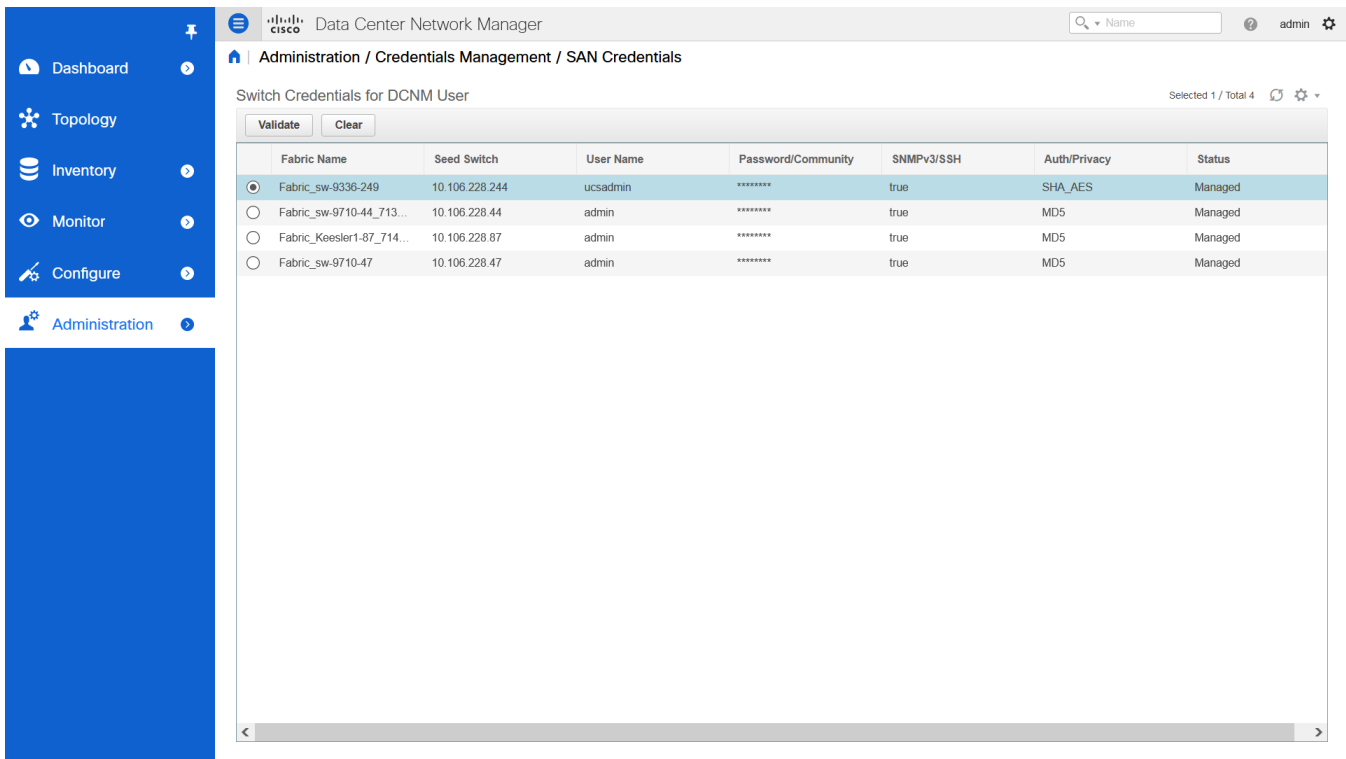 cisco Data Center Network Manager
Name
admin
Administration / Credentials Management / SAN Credentials
Dashboard
Topology
Inventory
Monitor
Configure
Administration
Switch Credentials for DCNM User
Selected 1 / Total 4
Validate Clear
Fabric Name Seed Switch User Name Password/Community SNMPv3/SSH Auth/Privacy Status
Fabric_sw-9336-249 10.106.228.244 ucsadmin ******** true SHA_AES Managed
Fabric_sw-9710-44_713... 10.106.228.44 admin ******** true MD5 Managed
Fabric_Keesler1-87_714... 10.106.228.87 admin ******** true MD5 Managed
Fabric_sw-9710-47 10.106.228.47 admin ******** true MD5 Managed